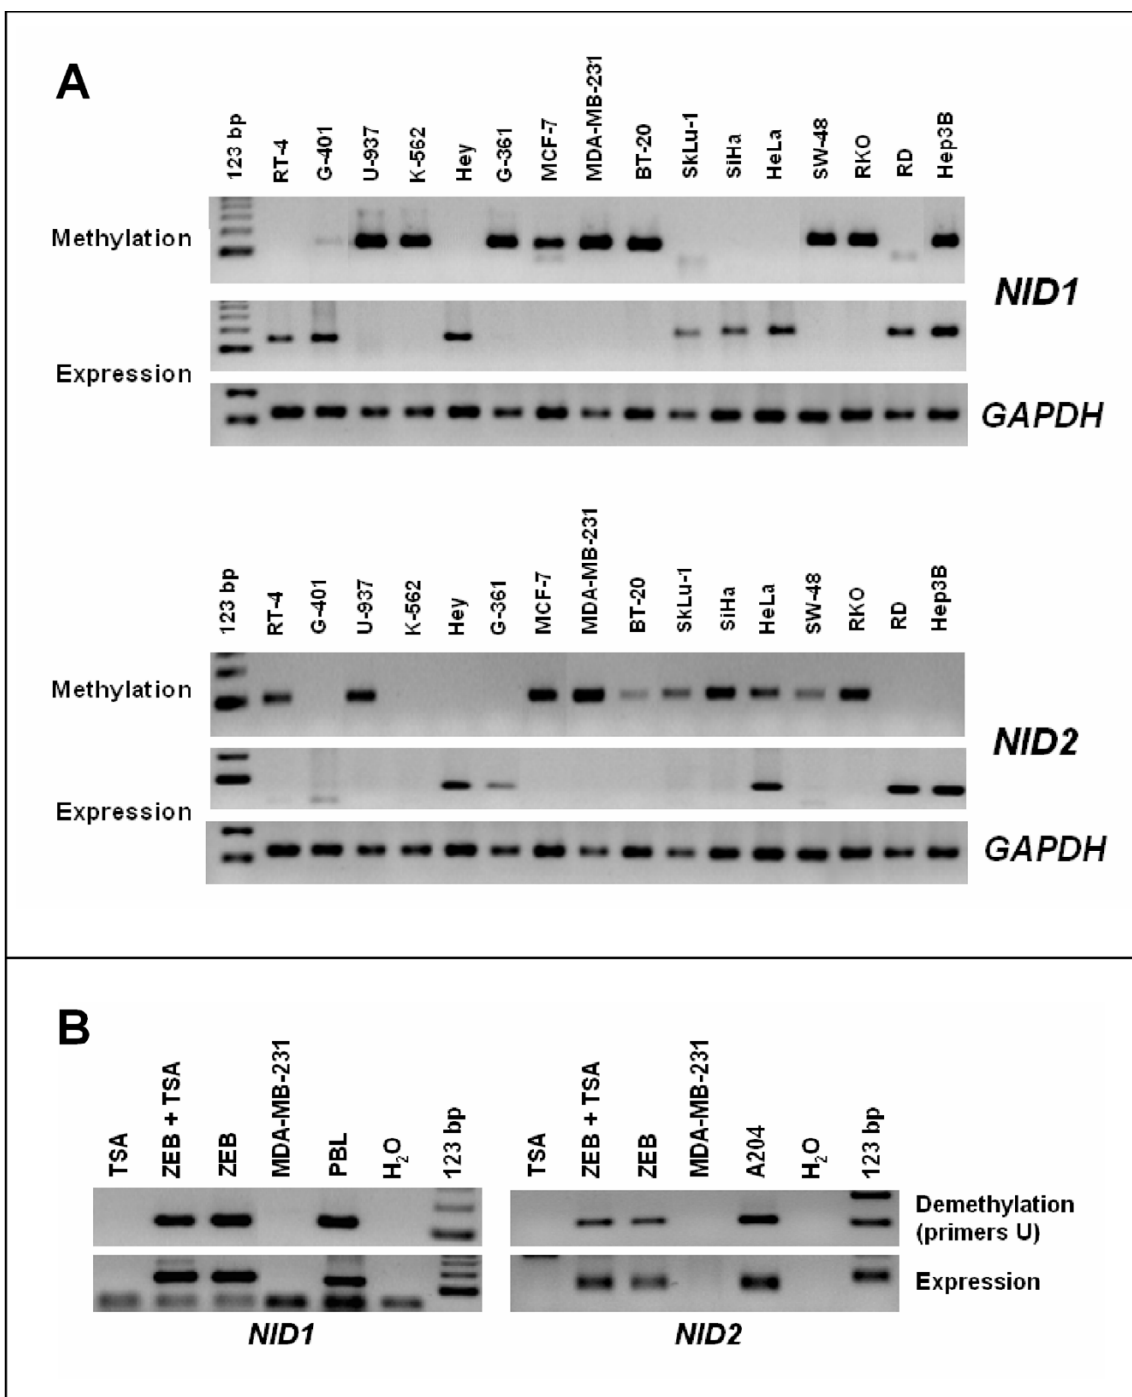 A
123 bp RT-4 G-401 U-937 K-562 Hey G-361 MCF-7 MDA-MB-231 BT-20 SkLu-1 SiHa HeLa SW-48 RKO RD Hep3B
Methylation
NID1
Expression
GAPDH
123 bp RT-4 G-401 U-937 K-562 Hey G-361 MCF-7 MDA-MB-231 BT-20 SkLu-1 SiHa HeLa SW-48 RKO RD Hep3B
Methylation
NID2
Expression
GAPDH
B
TSA ZEB + TSA ZEB MDA-MB-231 PBL H₂O 123 bp TSA ZEB + TSA ZEB MDA-MB-231 A204 H₂O 123 bp
Demethylation
(primers U)
Expression
NID1 NID2